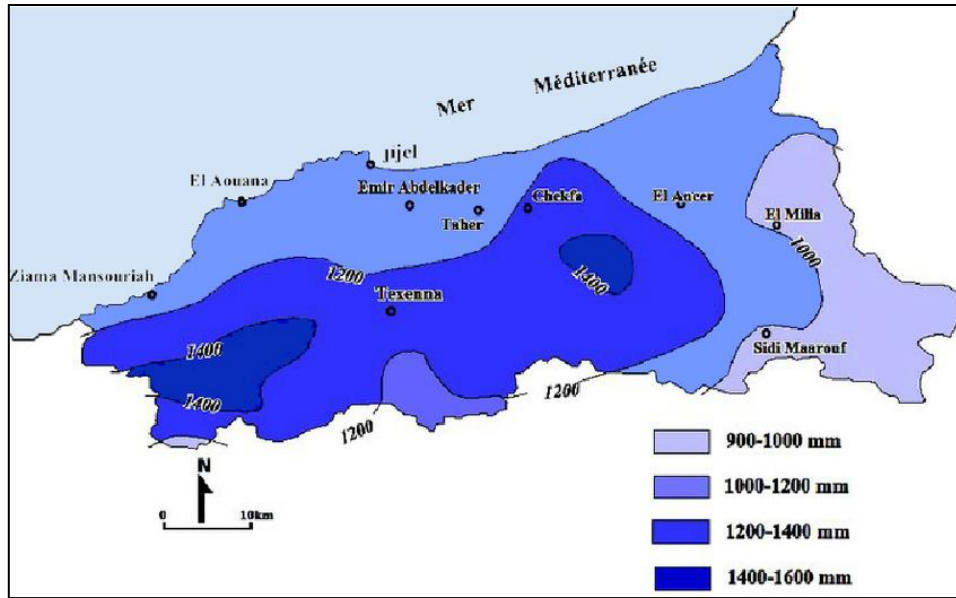 Mer Méditerranée
jijel
El Aouana
Emir Abdelkader
Taher
Chekfa
El Ancer
El Milia
1000
Ziama Mansouriah
1200
1400
Texenna
Sidi Maarouf
1400
1400
1200
1200
N
0 10km
900-1000 mm
1000-1200 mm
1200-1400 mm
1400-1600 mm